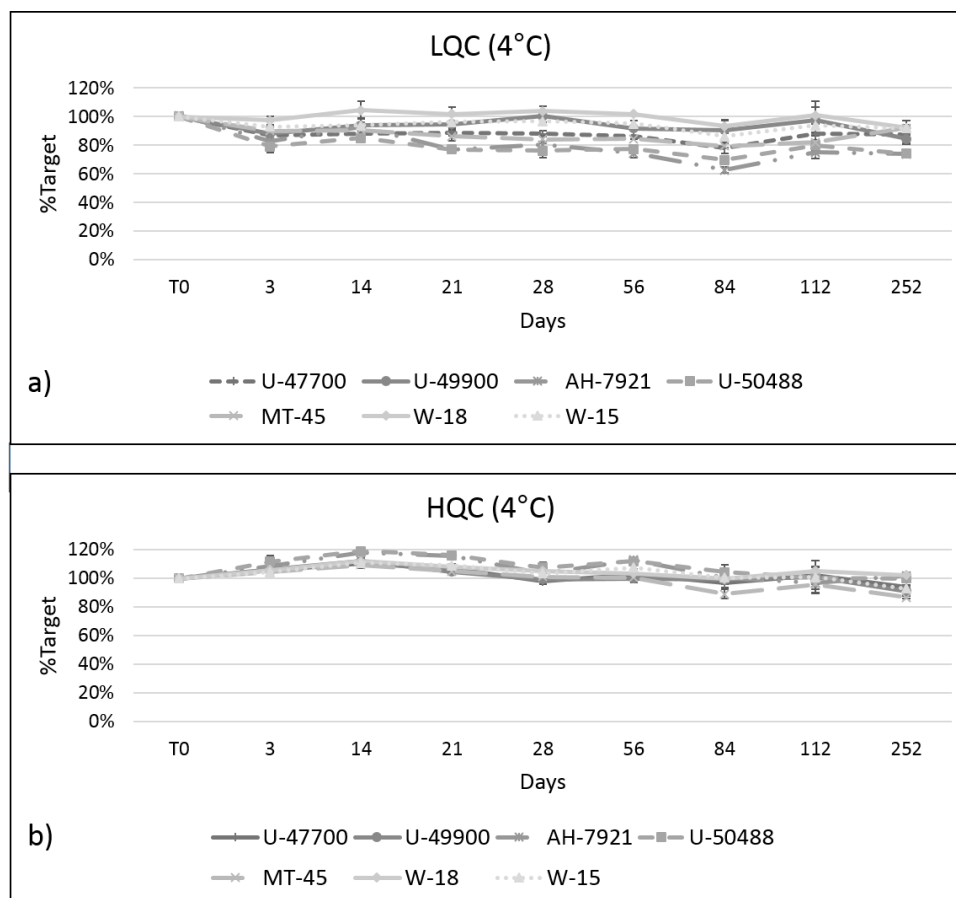 LQC (4°C)
120%
100%
80%
60%
40%
20%
0%
%Target
T0 3 14 21 28 56 84 112 252
Days
a)
U-47700 U-49900 AH-7921 U-50488
MT-45 W-18 W-15
HQC (4°C)
120%
100%
80%
60%
40%
20%
0%
%Target
T0 3 14 21 28 56 84 112 252
Days
b)
U-47700 U-49900 AH-7921 U-50488
MT-45 W-18 W-15